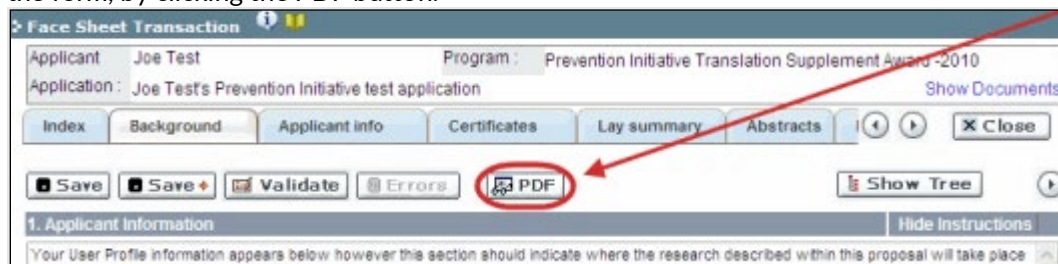 the form, by clicking the PDF button.
Face Sheet Transaction
Applicant Joe Test Program : Prevention Initiative Translation Supplement Award -2010
Application : Joe Test's Prevention Initiative test application Show Documents
Index Background Applicant info Certificates Lay summary Abstracts Close
Save Save Validate Errors PDF Show Tree
1. Applicant Information Hide Instructions
Your User Profile information appears below however this section should indicate where the research described within this proposal will take place